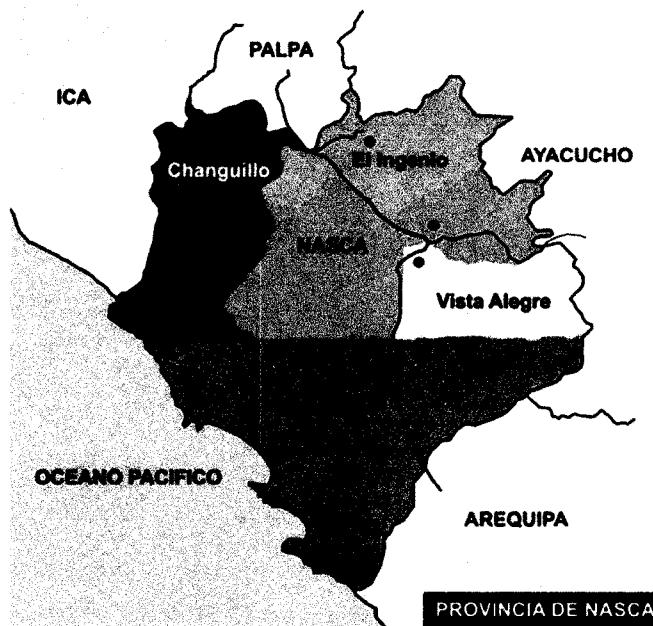 PALPA
ICA
AYACUCHO
El Ingenio
Changuillo
NASCA
Vista Alegre
OCEANO PACIFICO
AREQUIPA
PROVINCIA DE NASCA